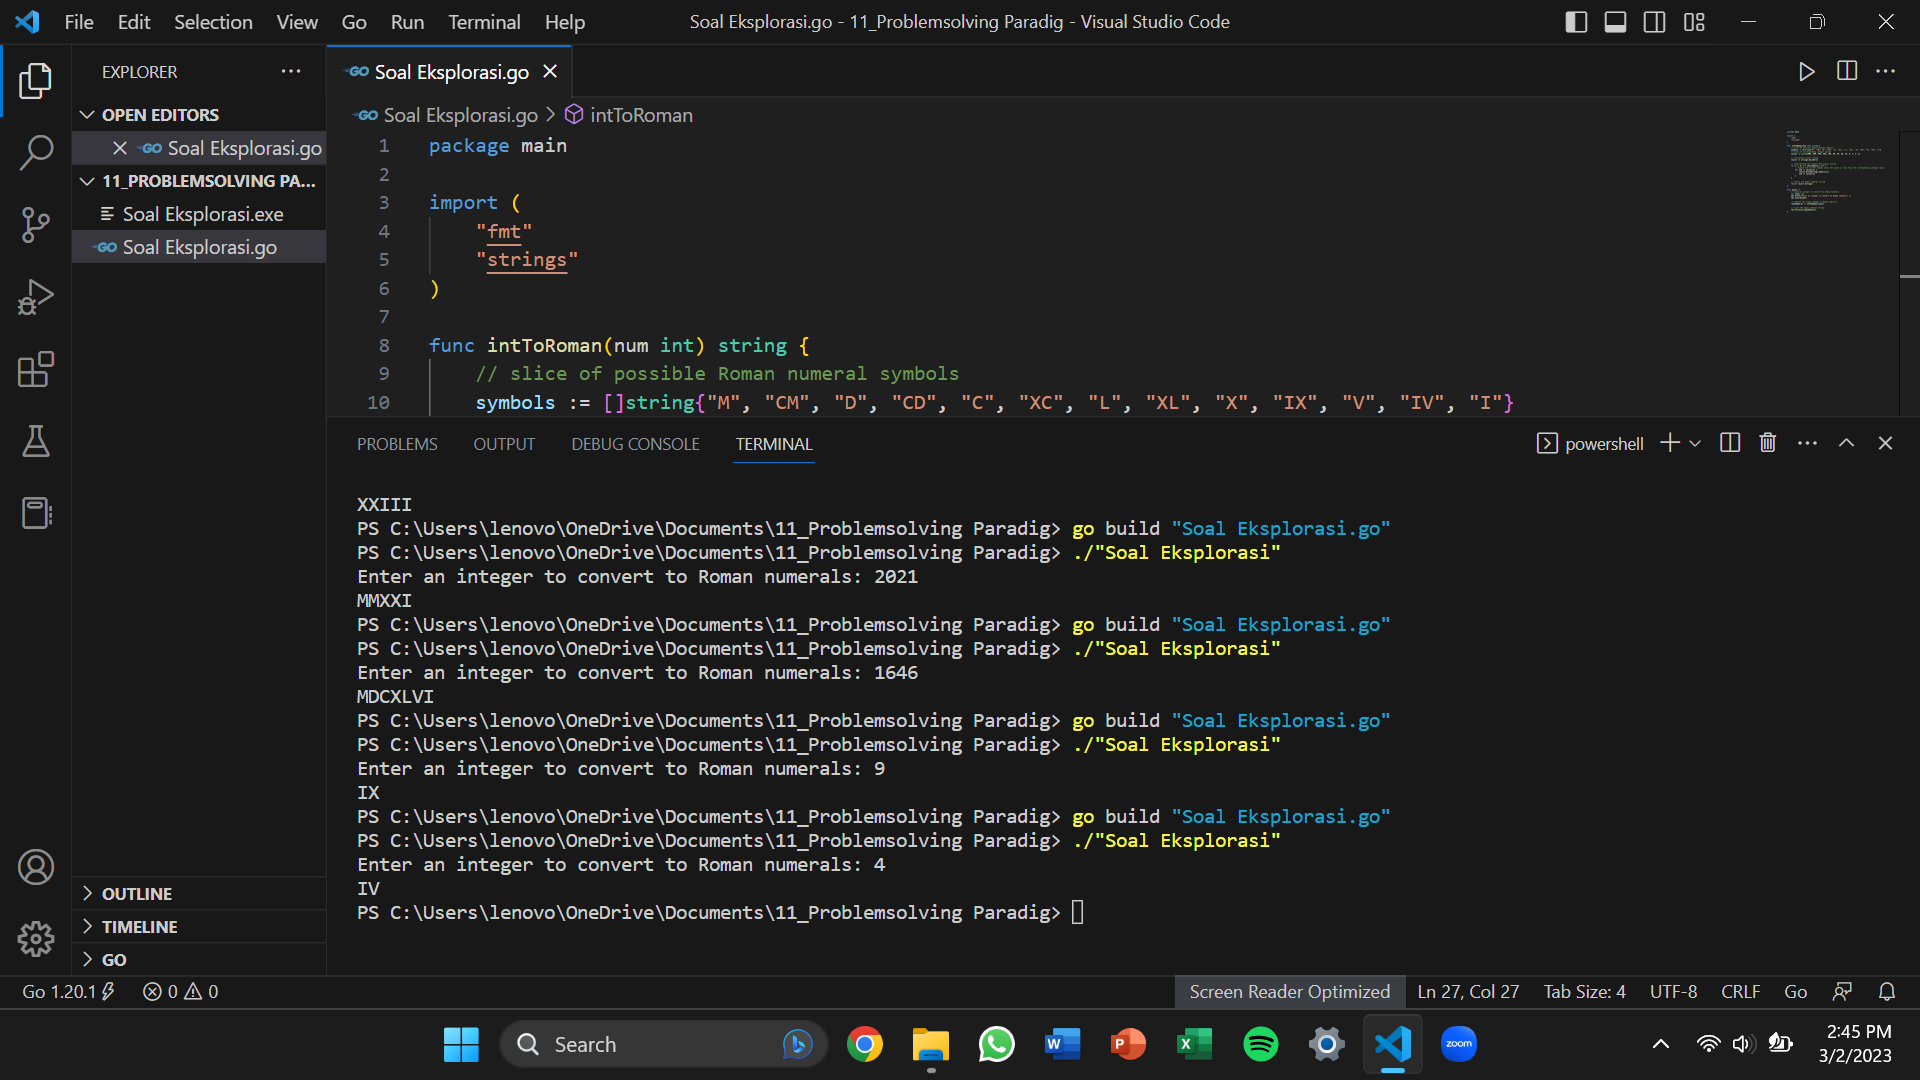 File Edit Selection View Go Run Terminal Help
Soal Eksplorasi.go - 11_Problemsolving Paradig - Visual Studio Code
EXPLORER
OPEN EDITORS
GO Soal Eksplorasi.go
11_PROBLEMSOLVING PA...
Soal Eksplorasi.exe
GO Soal Eksplorasi.go
OUTLINE
TIMELINE
GO
GO Soal Eksplorasi.go
GO Soal Eksplorasi.go > intToRoman
1 package main
2
3 import (
4 "fmt"
5 "strings"
6 )
7
8 func intToRoman(num int) string {
9 // slice of possible Roman numeral symbols
10 symbols := []string{"M", "CM", "D", "CD", "C", "XC", "L", "XL", "X", "IX", "V", "IV", "I"}
PROBLEMS OUTPUT DEBUG CONSOLE TERMINAL
powershell
XXIII
PS C:\Users\lenovo\OneDrive\Documents\11_Problemsolving Paradig> go build "Soal Eksplorasi.go"
PS C:\Users\lenovo\OneDrive\Documents\11_Problemsolving Paradig> ./"Soal Eksplorasi"
Enter an integer to convert to Roman numerals: 2021
MMXXI
PS C:\Users\lenovo\OneDrive\Documents\11_Problemsolving Paradig> go build "Soal Eksplorasi.go"
PS C:\Users\lenovo\OneDrive\Documents\11_Problemsolving Paradig> ./"Soal Eksplorasi"
Enter an integer to convert to Roman numerals: 1646
MDCXLVI
PS C:\Users\lenovo\OneDrive\Documents\11_Problemsolving Paradig> go build "Soal Eksplorasi.go"
PS C:\Users\lenovo\OneDrive\Documents\11_Problemsolving Paradig> ./"Soal Eksplorasi"
Enter an integer to convert to Roman numerals: 9
IX
PS C:\Users\lenovo\OneDrive\Documents\11_Problemsolving Paradig> go build "Soal Eksplorasi.go"
PS C:\Users\lenovo\OneDrive\Documents\11_Problemsolving Paradig> ./"Soal Eksplorasi"
Enter an integer to convert to Roman numerals: 4
IV
PS C:\Users\lenovo\OneDrive\Documents\11_Problemsolving Paradig>
Go 1.20.1 0 0 Screen Reader Optimized Ln 27, Col 27 Tab Size: 4 UTF-8 CRLF Go
Search
W P X zoom
2:45 PM
3/2/2023